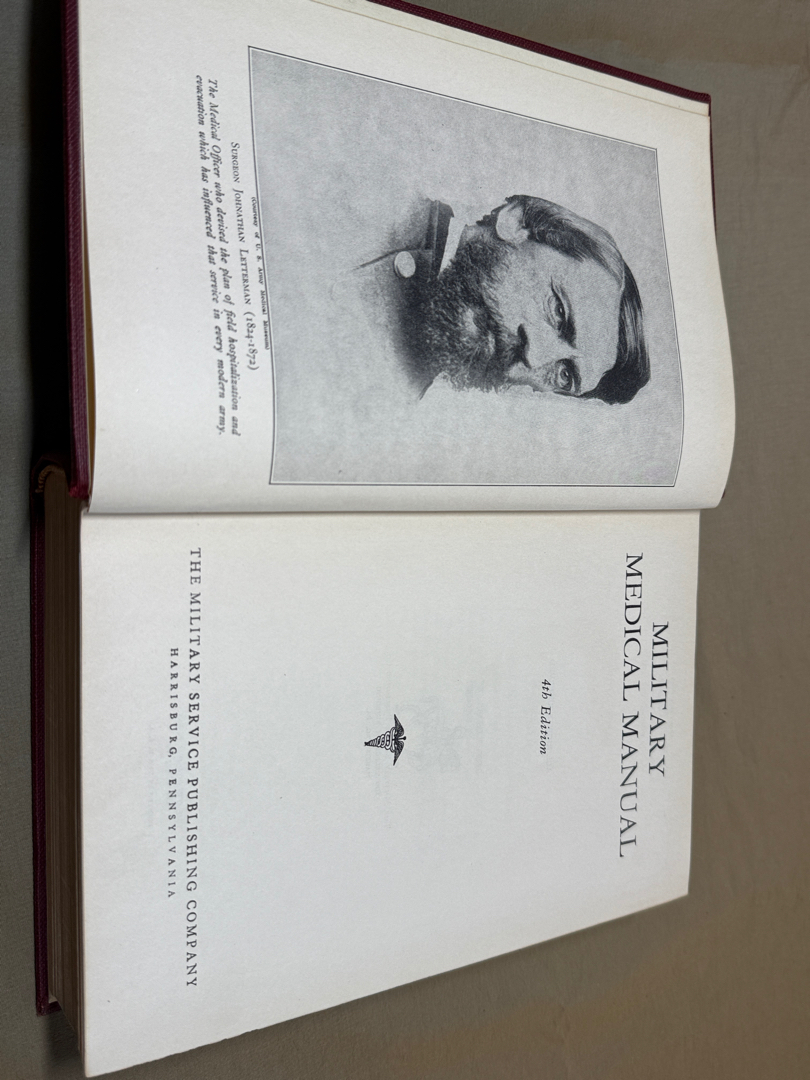 (Courtesy of U. S. Army Medical Museum)
SURGEON JOHNATHAN LETTERMAN (1824-1872)
The Medical Officer who devised the plan of field hospitalization and
evacuation which has influenced that service in every modern army.
MILITARY
MEDICAL MANUAL
4th Edition
THE MILITARY SERVICE PUBLISHING COMPANY
HARRISBURG, PENNSYLVANIA